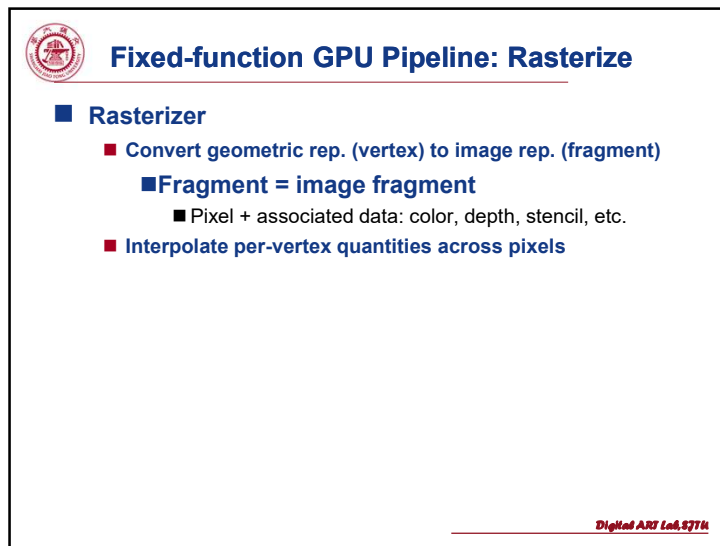 Fixed-function GPU Pipeline: Rasterize
Rasterizer
Convert geometric rep. (vertex) to image rep. (fragment)
Fragment = image fragment
Pixel + associated data: color, depth, stencil, etc.
Interpolate per-vertex quantities across pixels
Digital ART Lab,SJTU